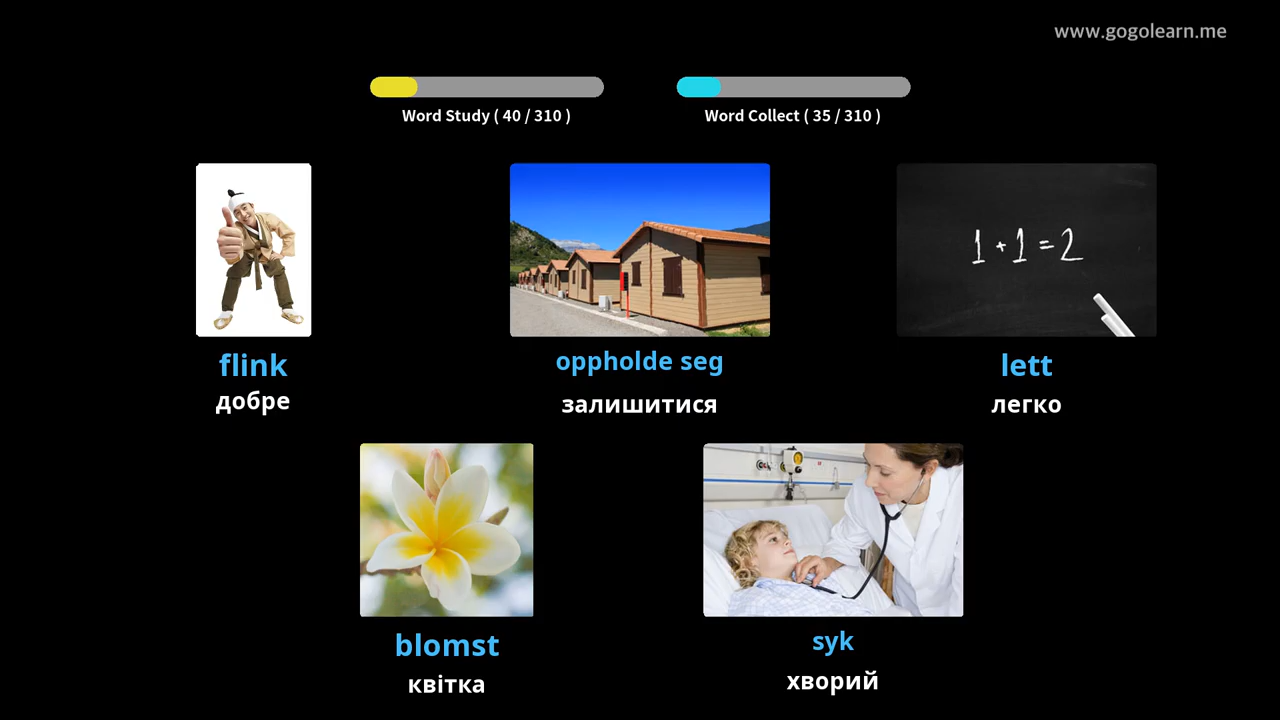 www.gogolearn.me
Word Study ( 40 / 310 )
Word Collect ( 35 / 310 )
1 + 1 = 2
flink
добре
oppholde seg
залишитися
lett
легко
blomst
квітка
syk
хворий